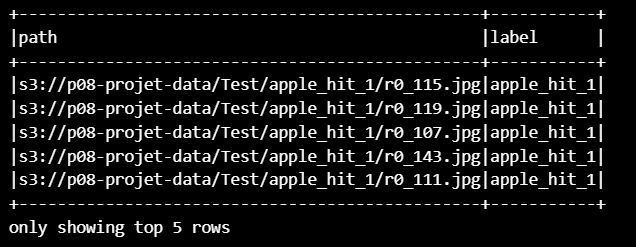 +------------------------------------------------+-----------+
|path                                            |label      |
+------------------------------------------------+-----------+
|s3://p08-projet-data/Test/apple_hit_1/r0_115.jpg|apple_hit_1|
|s3://p08-projet-data/Test/apple_hit_1/r0_119.jpg|apple_hit_1|
|s3://p08-projet-data/Test/apple_hit_1/r0_107.jpg|apple_hit_1|
|s3://p08-projet-data/Test/apple_hit_1/r0_143.jpg|apple_hit_1|
|s3://p08-projet-data/Test/apple_hit_1/r0_111.jpg|apple_hit_1|
+------------------------------------------------+-----------+
only showing top 5 rows